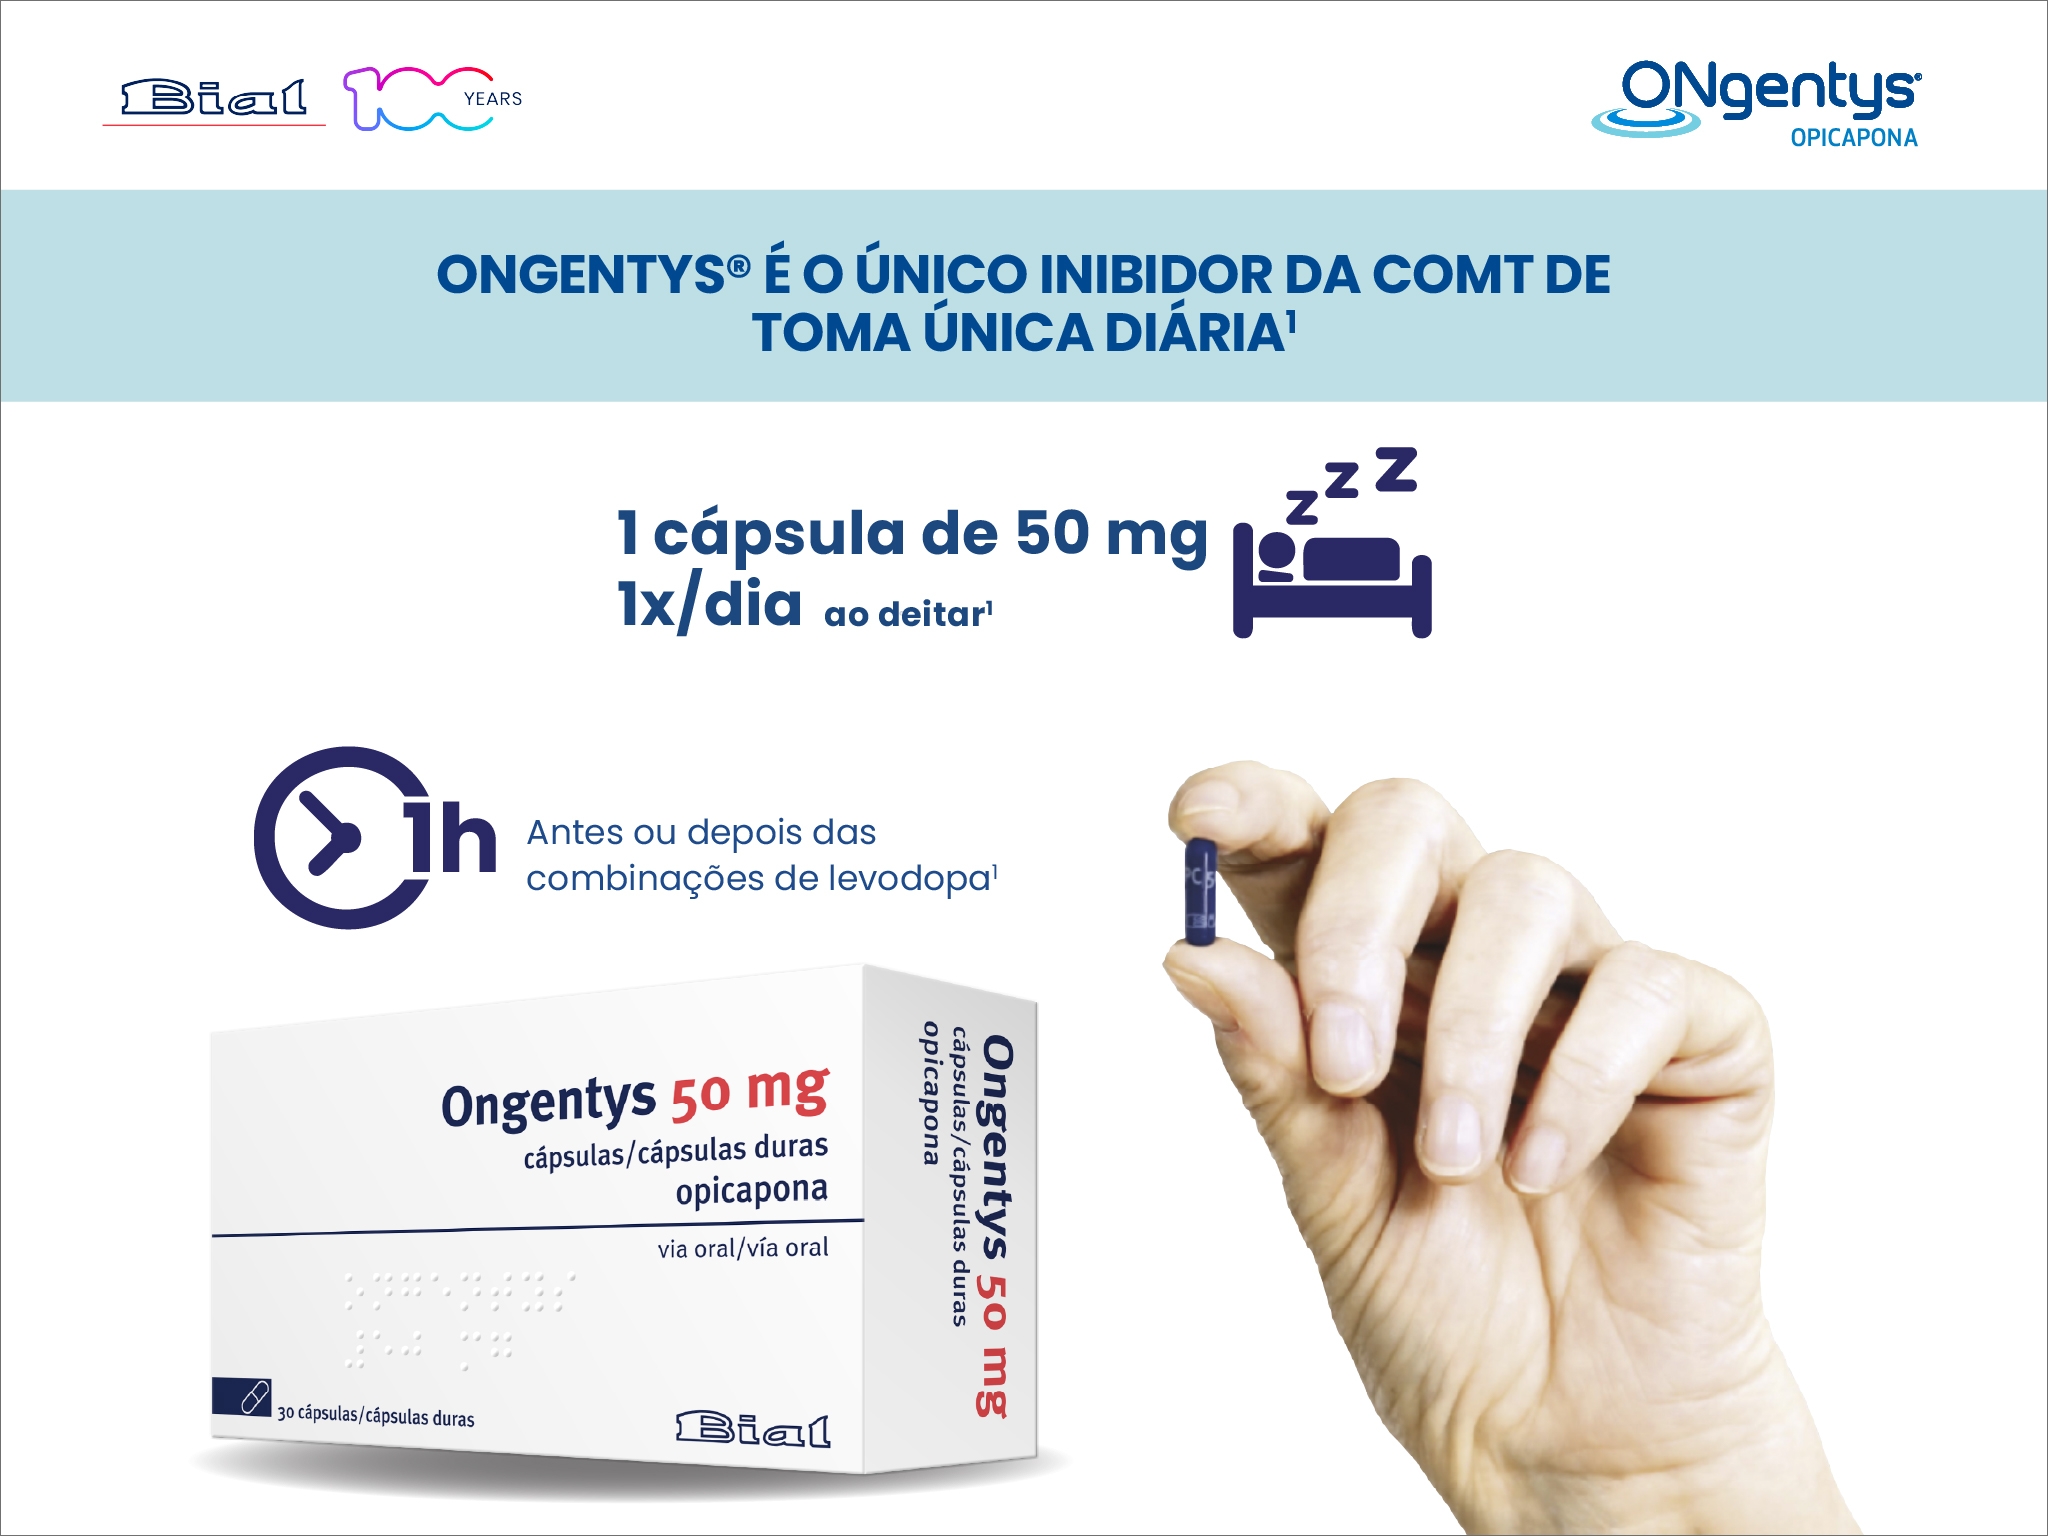 Bial
100 YEARS
ONgentys®
OPICAPONA
ONGENTYS® É O ÚNICO INIBIDOR DA COMT DE
TOMA ÚNICA DIÁRIA¹
z z z
1 cápsula de 50 mg
1x/dia ao deitar¹
1h
Antes ou depois das
combinações de levodopa¹
Ongentys 50 mg
cápsulas/cápsulas duras
opicapona
via oral/vía oral
30 cápsulas/cápsulas duras
Bial
Ongentys 50 mg
cápsulas/cápsulas duras
opicapona